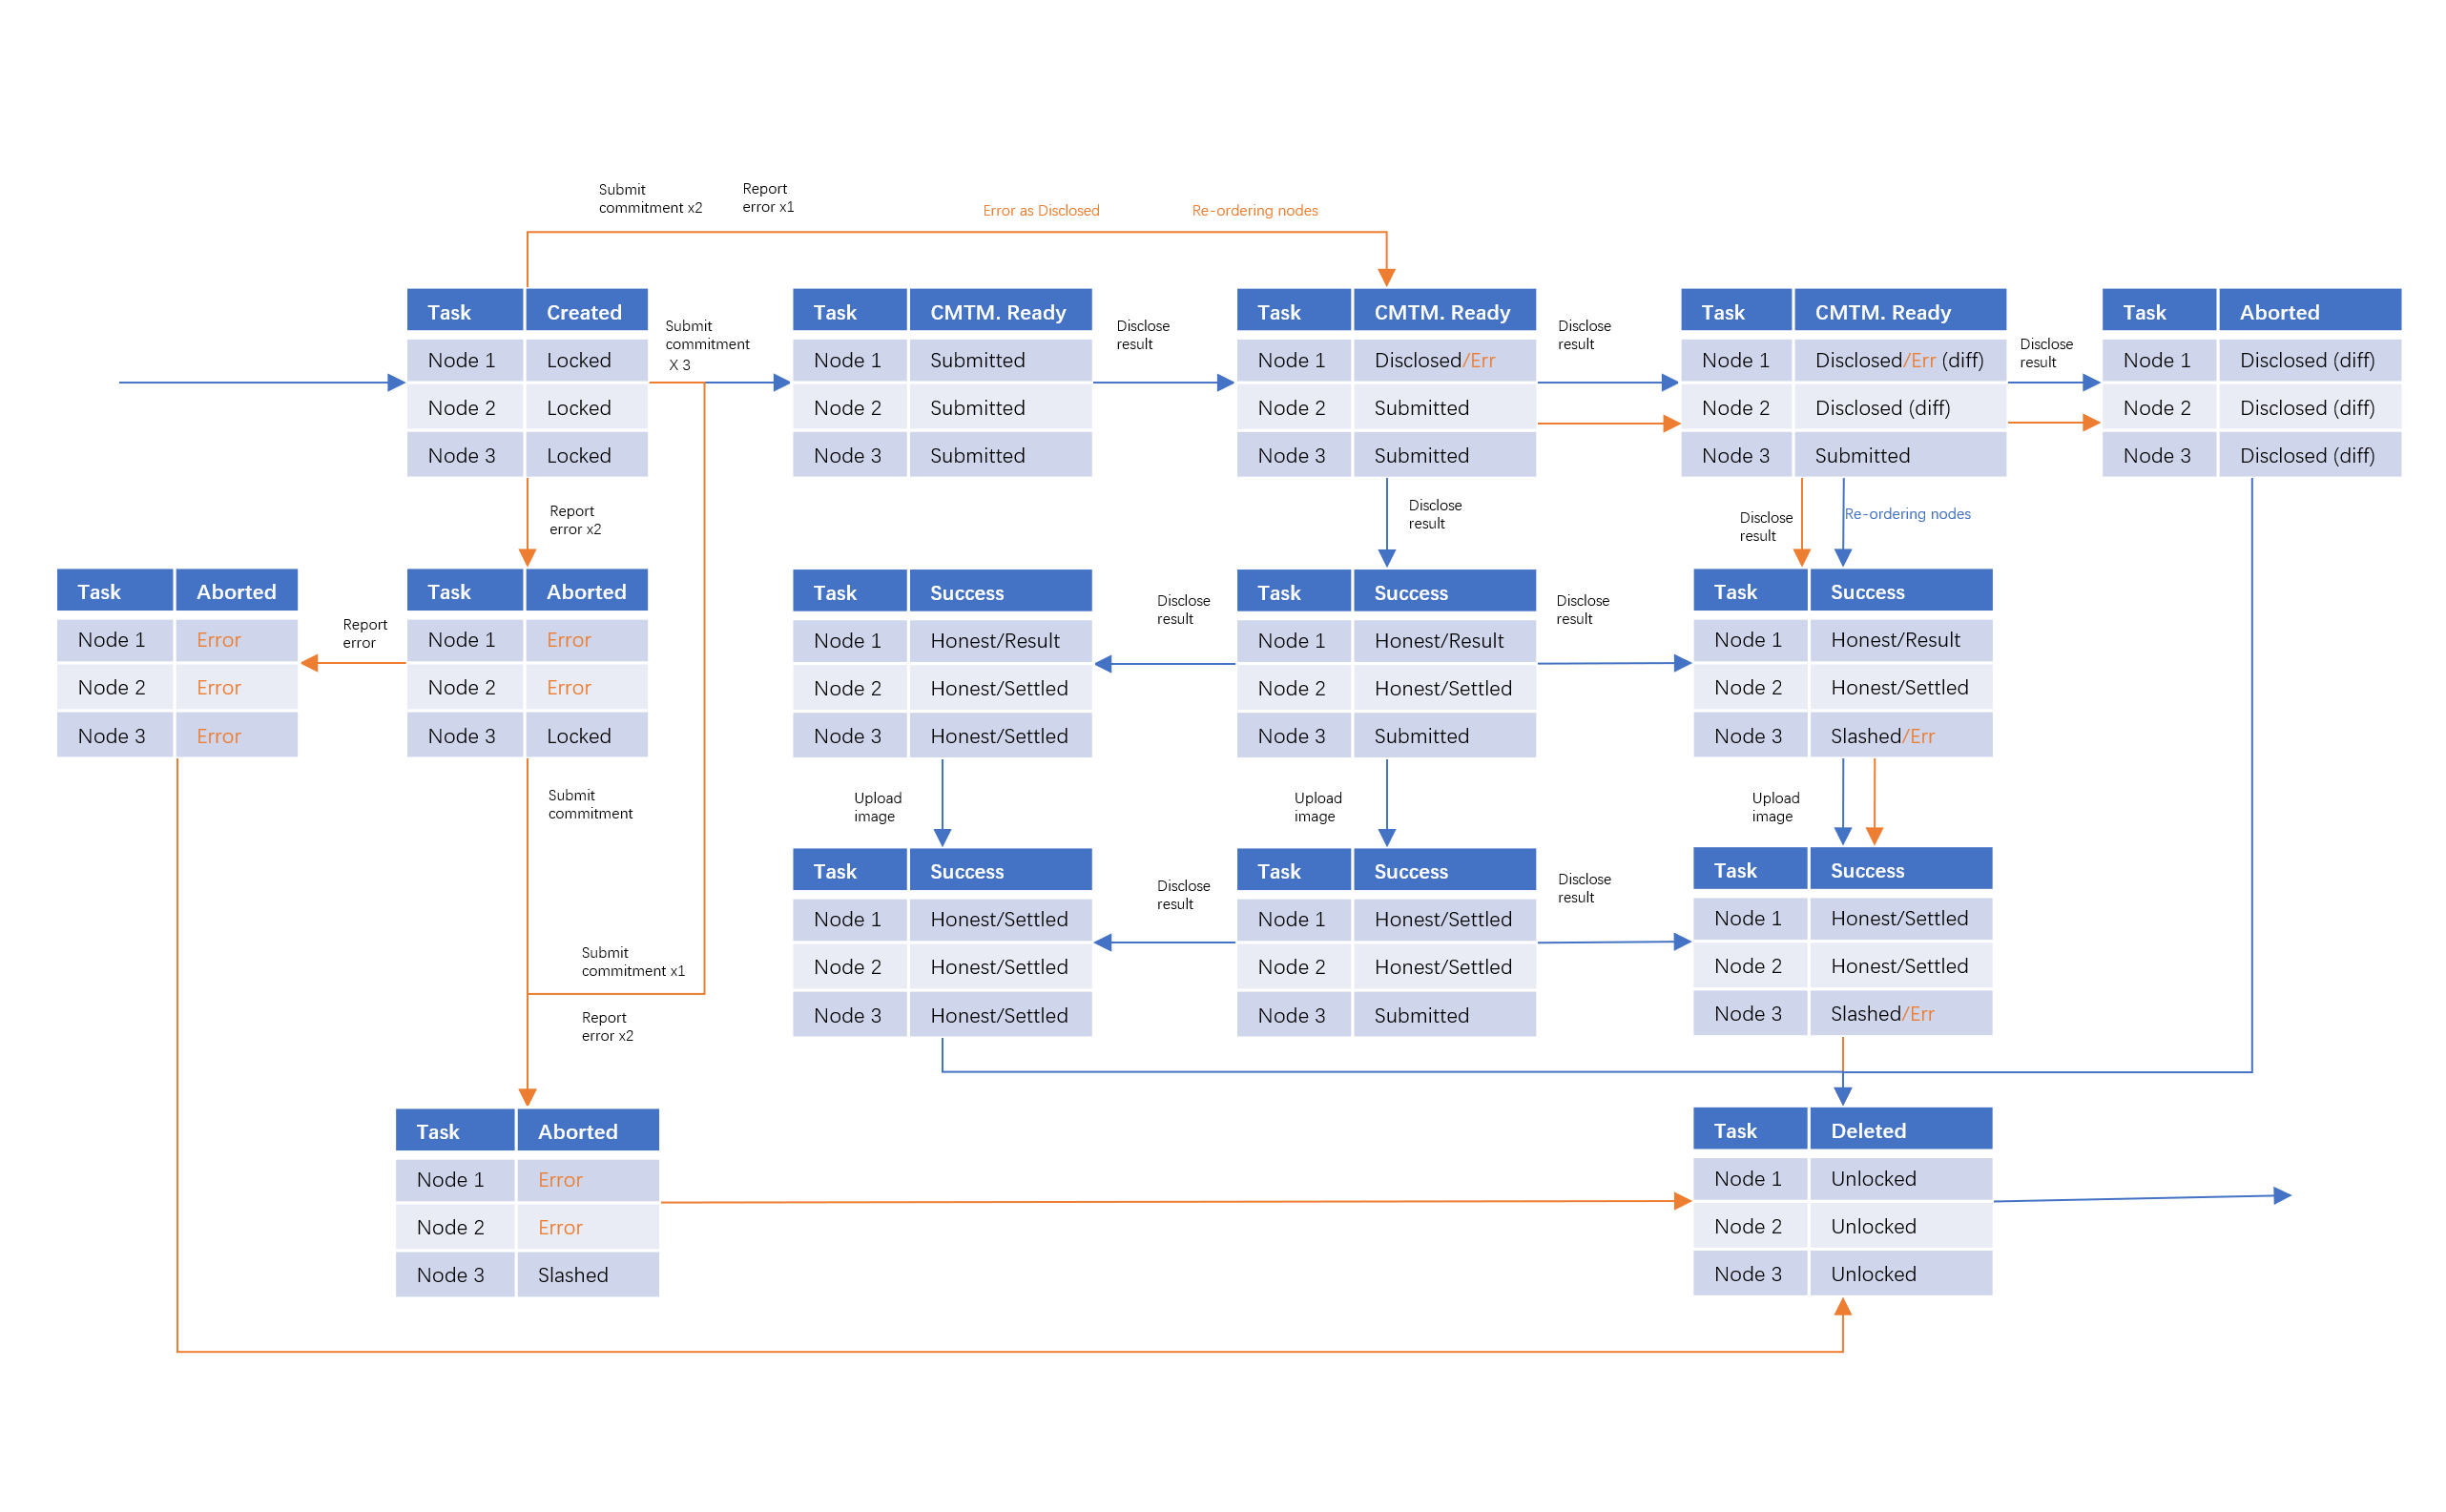 Submit
commitment x2
Report
error x1
Error as Disclosed
Re-ordering nodes
Task Created
Node 1 Locked
Node 2 Locked
Node 3 Locked
Submit
commitment
X 3
Task CMTM. Ready
Node 1 Submitted
Node 2 Submitted
Node 3 Submitted
Disclose
result
Task CMTM. Ready
Node 1 Disclosed/Err
Node 2 Submitted
Node 3 Submitted
Disclose
result
Task CMTM. Ready
Node 1 Disclosed/Err (diff)
Node 2 Disclosed (diff)
Node 3 Submitted
Disclose
result
Task Aborted
Node 1 Disclosed (diff)
Node 2 Disclosed (diff)
Node 3 Disclosed (diff)
Report
error x2
Disclose
result
Disclose
result
Re-ordering nodes
Task Aborted
Node 1 Error
Node 2 Error
Node 3 Error
Report
error
Task Aborted
Node 1 Error
Node 2 Error
Node 3 Locked
Task Success
Node 1 Honest/Result
Node 2 Honest/Settled
Node 3 Honest/Settled
Disclose
result
Task Success
Node 1 Honest/Result
Node 2 Honest/Settled
Node 3 Submitted
Disclose
result
Task Success
Node 1 Honest/Result
Node 2 Honest/Settled
Node 3 Slashed/Err
Submit
commitment
Upload
image
Upload
image
Upload
image
Task Success
Node 1 Honest/Settled
Node 2 Honest/Settled
Node 3 Honest/Settled
Disclose
result
Task Success
Node 1 Honest/Settled
Node 2 Honest/Settled
Node 3 Submitted
Disclose
result
Task Success
Node 1 Honest/Settled
Node 2 Honest/Settled
Node 3 Slashed/Err
Submit
commitment x1
Report
error x2
Task Aborted
Node 1 Error
Node 2 Error
Node 3 Slashed
Task Deleted
Node 1 Unlocked
Node 2 Unlocked
Node 3 Unlocked